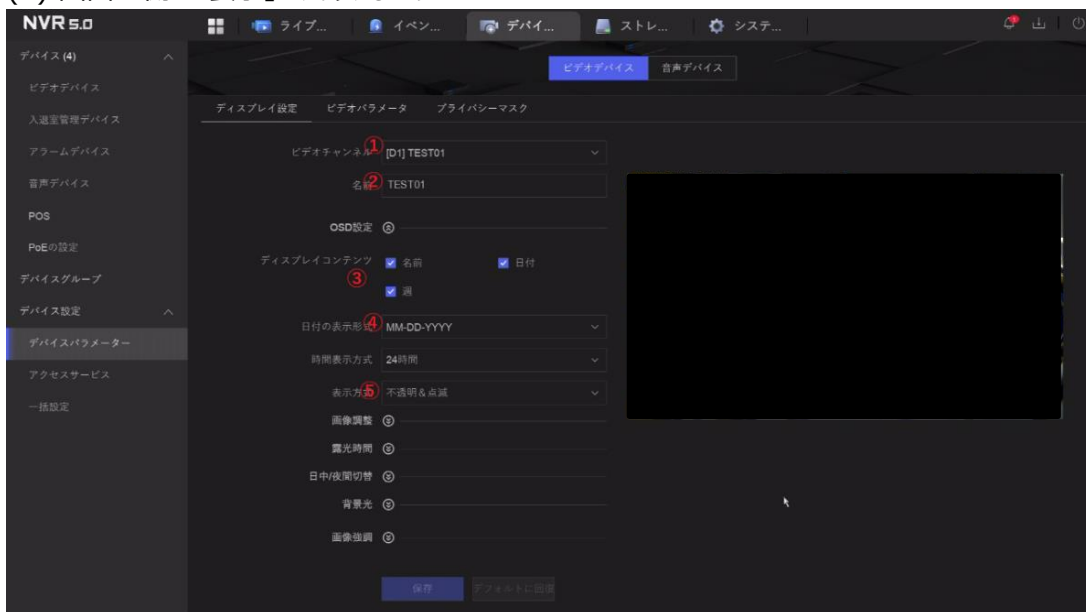 NVR 5.0
ライブ...
イベン...
デバイ...
ストレ...
システ...
デバイス (4)
ビデオデバイス
入退室管理デバイス
アラームデバイス
音声デバイス
POS
PoEの設定
デバイスグループ
デバイス設定
デバイスパラメーター
アクセスサービス
一括設定
ビデオデバイス 音声デバイス
ディスプレイ設定 ビデオパラメータ プライバシーマスク
ビデオチャンネル ① [D1] TEST01
名前 ② TEST01
OSD設定
ディスプレイコンテンツ 名前 日付
③
週
日付の表示形式 ④ MM-DD-YYYY
時間表示方式 24時間
表示方式 ⑤ 不透明&点滅
画像調整
露光時間
日中/夜間切替
背景光
画像強調
保存 デフォルトに回復